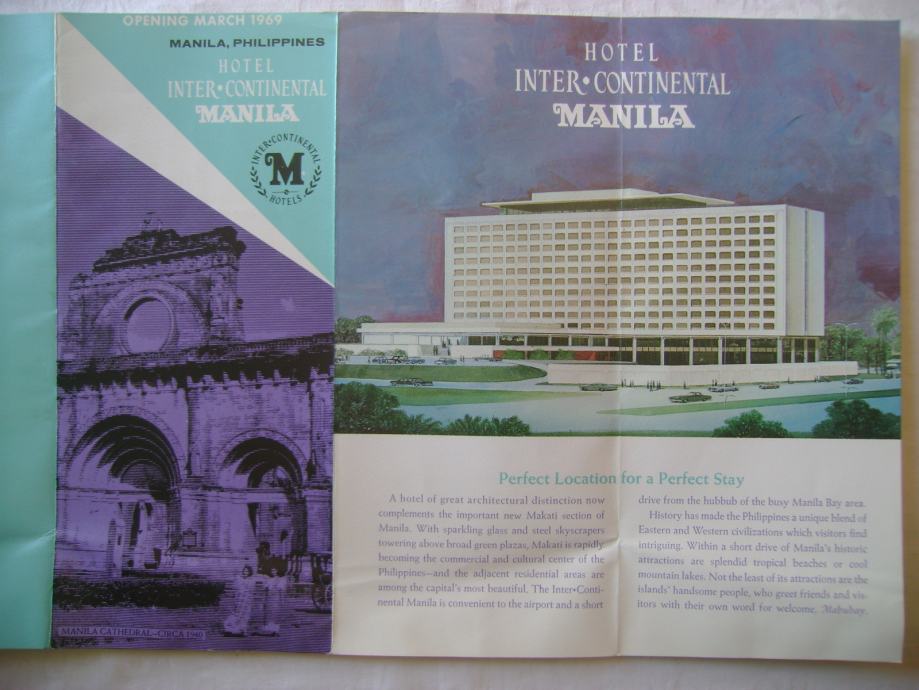 OPENING MARCH 1969
MANILA, PHILIPPINES
HOTEL
INTER•CONTINENTAL
MANILA
INTER•CONTINENTAL
M
HOTELS
MANILA CATHEDRAL–CIRCA 1940
HOTEL
INTER•CONTINENTAL
MANILA
Perfect Location for a Perfect Stay
A hotel of great architectural distinction now
complements the important new Makati section of
Manila. With sparkling glass and steel skyscrapers
towering above broad green plazas, Makati is rapidly
becoming the commercial and cultural center of the
Philippines—and the adjacent residential areas are
among the capital's most beautiful. The Inter•Conti-
nental Manila is convenient to the airport and a short
drive from the hubbub of the busy Manila Bay area.
History has made the Philippines a unique blend of
Eastern and Western civilizations which visitors find
intriguing. Within a short drive of Manila's historic
attractions are splendid tropical beaches or cool
mountain lakes. Not the least of its attractions are the
islands' handsome people, who greet friends and vis-
itors with their own word for welcome. Mabuhay.